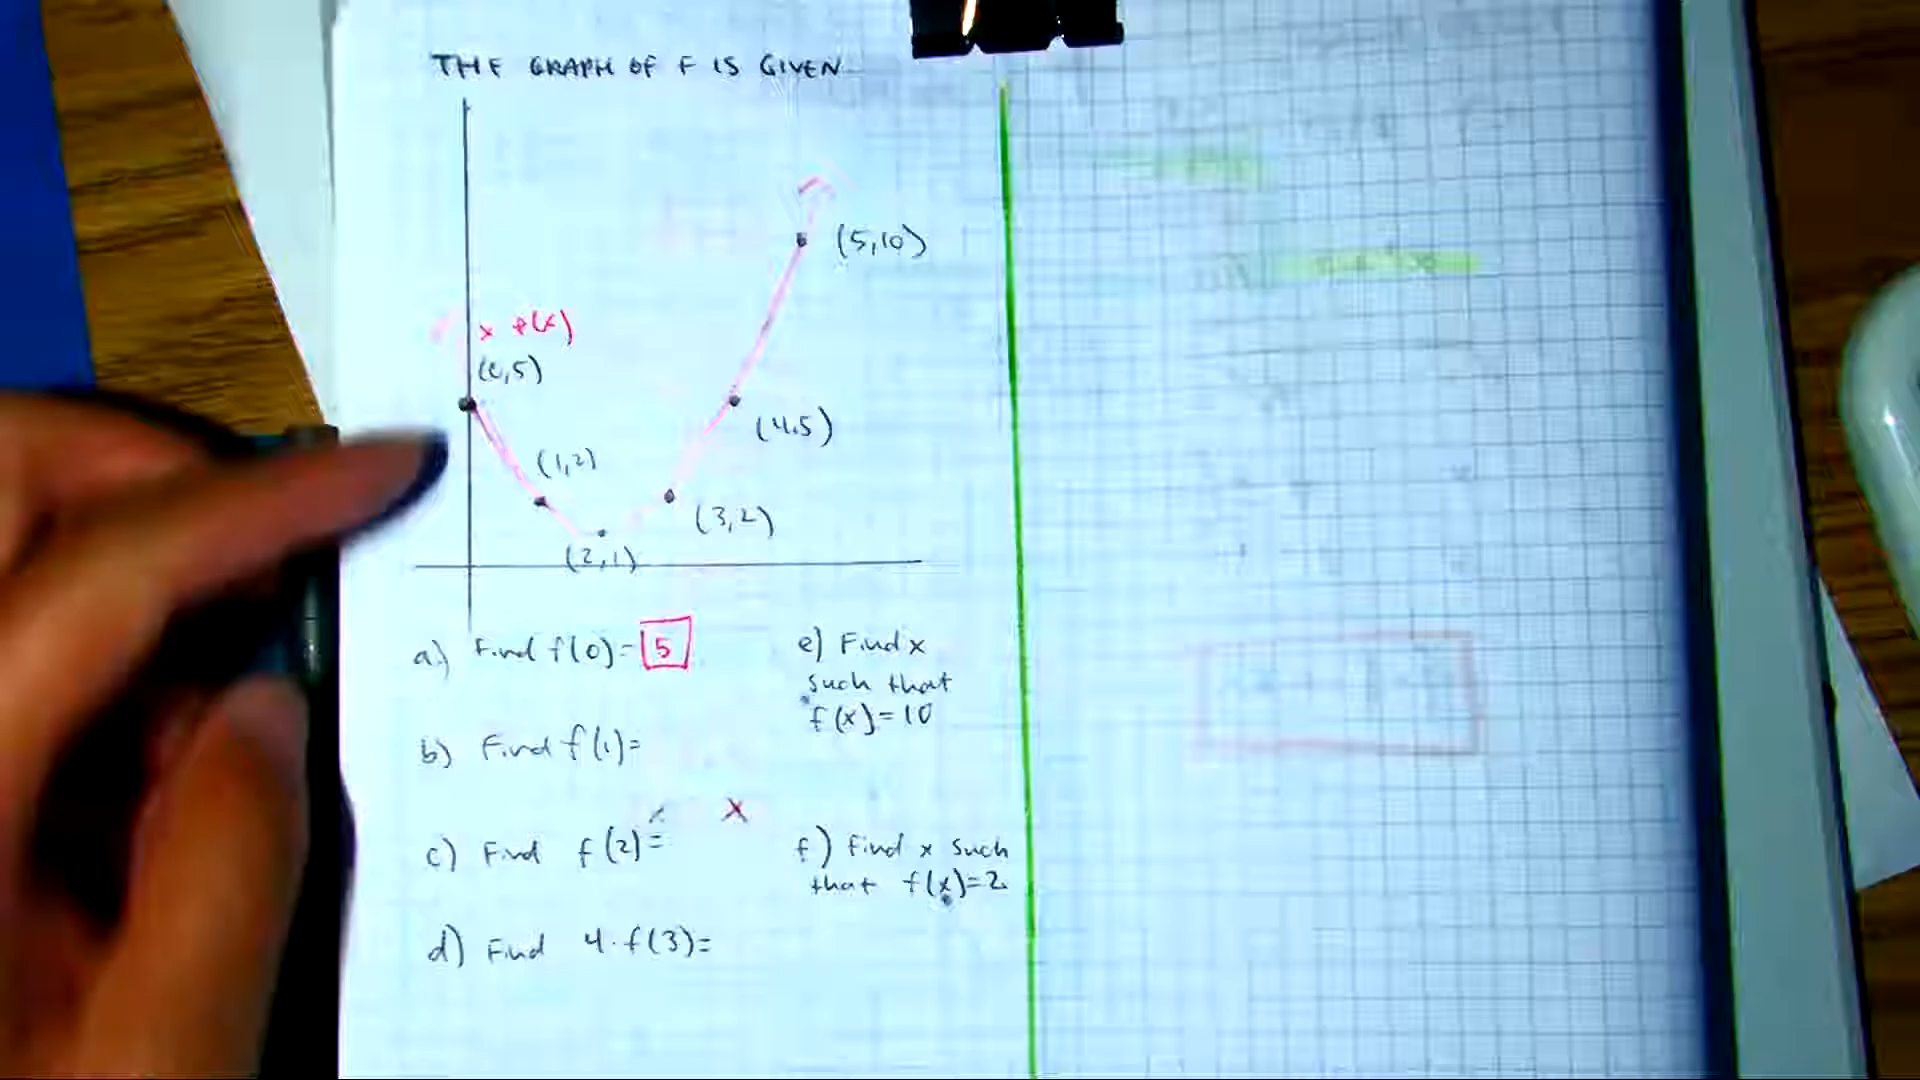 THE GRAPH OF F IS GIVEN
(5,10)
x f(x)
(0,5)
(4,5)
(1,2)
(3,2)
(2,1)
a.) Find f(0)= 5
b) Find f(1)=
x
c) Find f(2)=
d) Find 4·f(3)=
e) Find x
such that
f(x)=10
f) Find x such
that f(x)=2